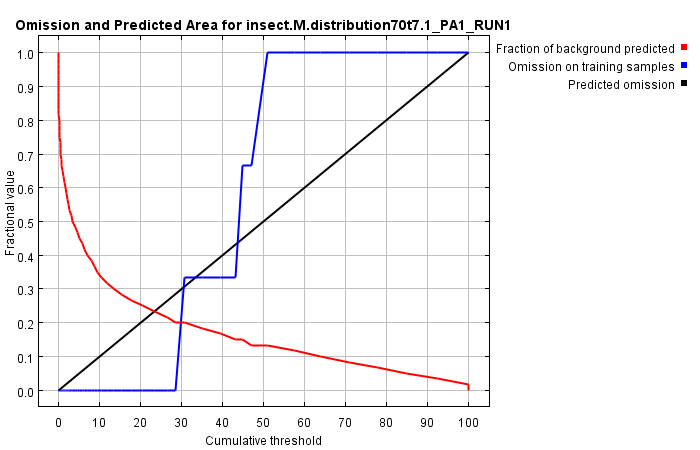 Omission and Predicted Area for insect.M.distribution70t7.1_PA1_RUN1
Fraction of background predicted
Omission on training samples
Predicted omission
Fractional value
1.0
0.9
0.8
0.7
0.6
0.5
0.4
0.3
0.2
0.1
0.0
0 10 20 30 40 50 60 70 80 90 100
Cumulative threshold